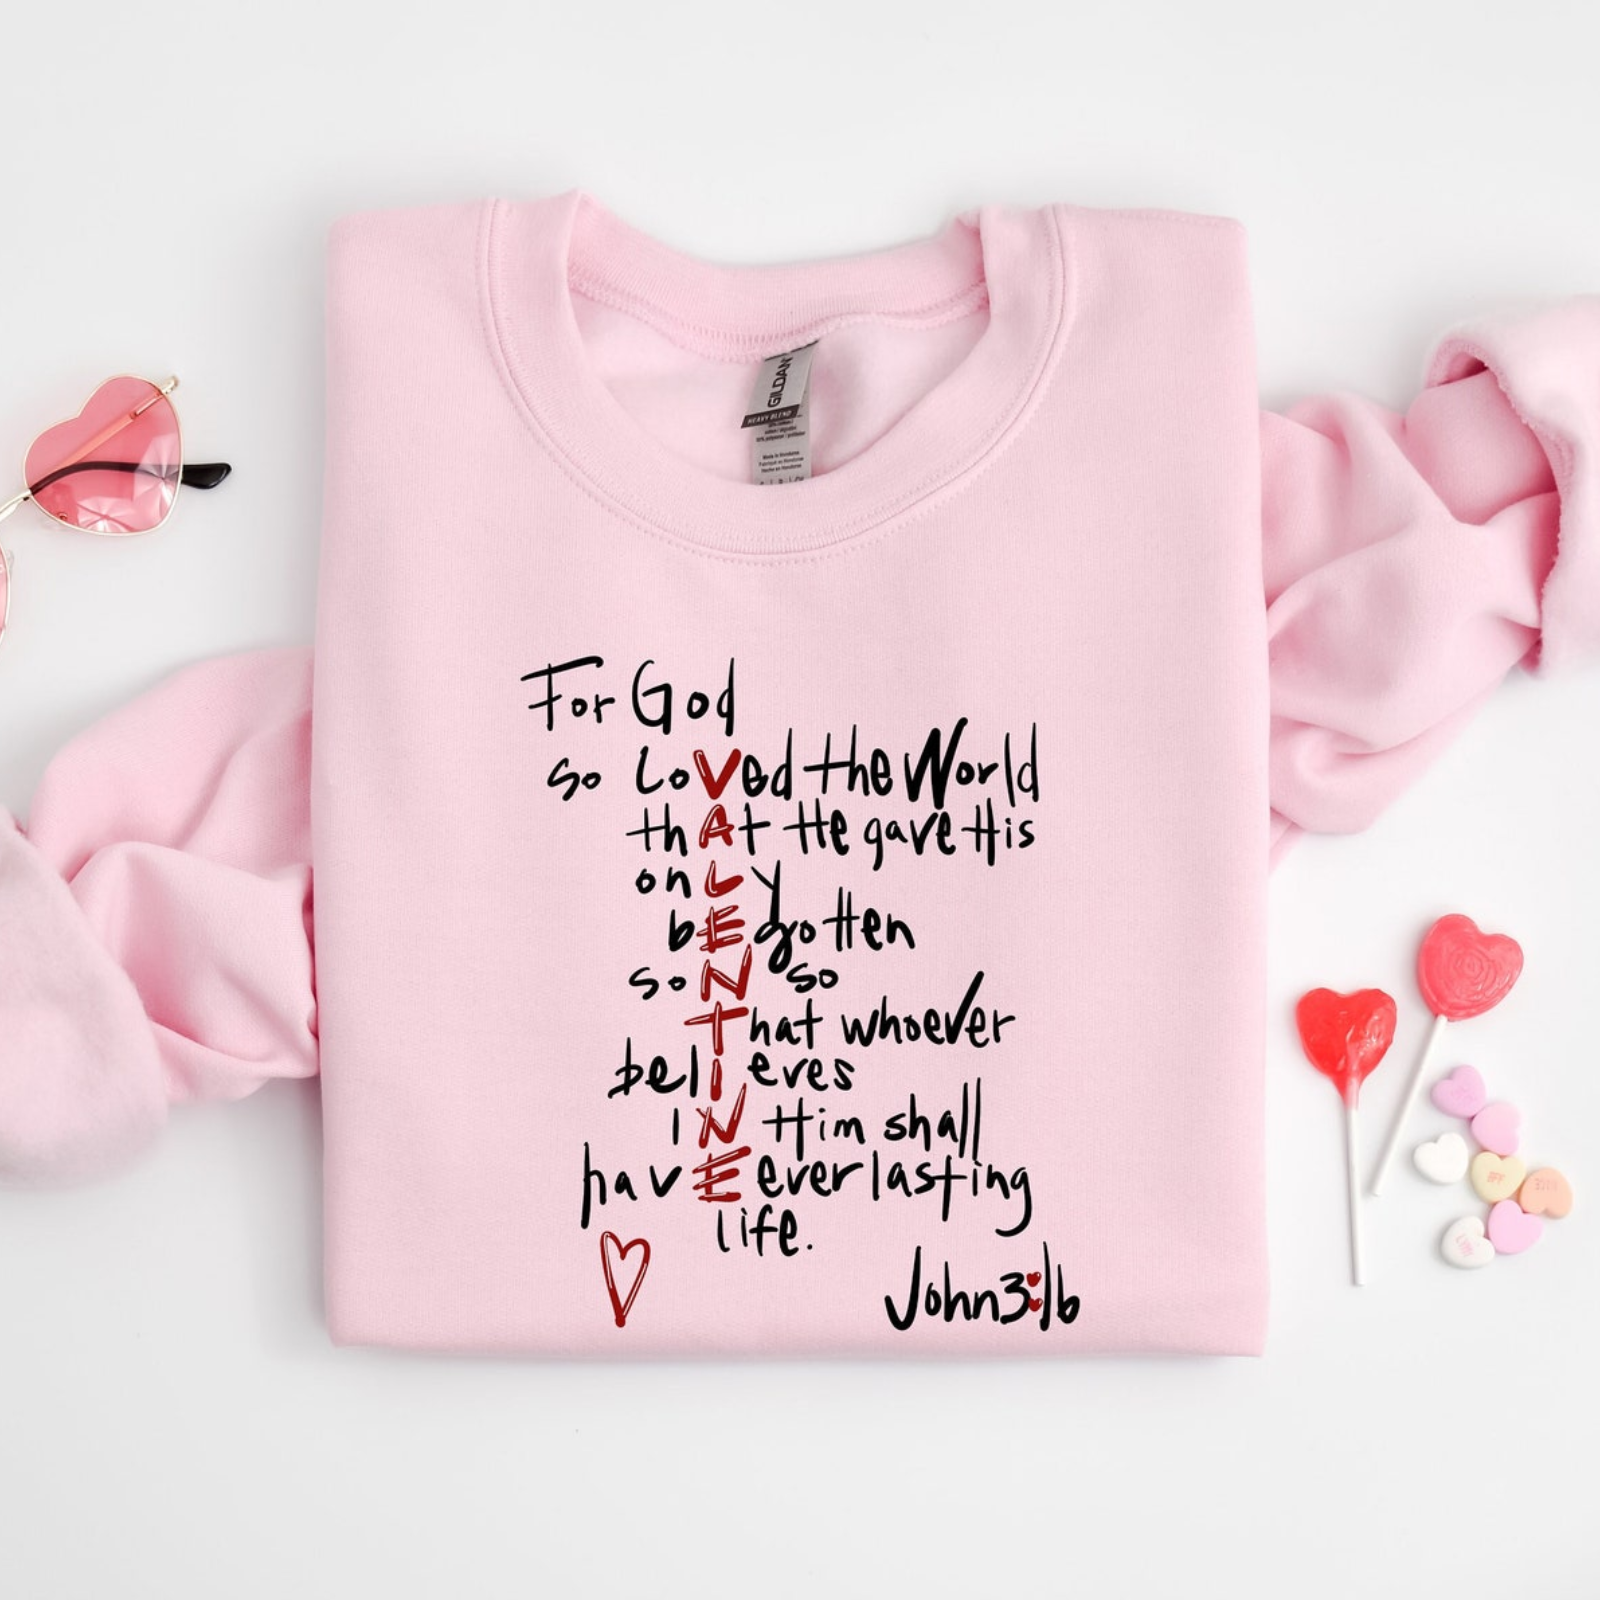 GILDAN
HEAVY BLEND
For God
so LoVed the World
thAt He gave His
onLy
bEgotten
soN so
That whoever
belIeves
iN Him shall
havE everlasting
life.
John 3:16
BFF